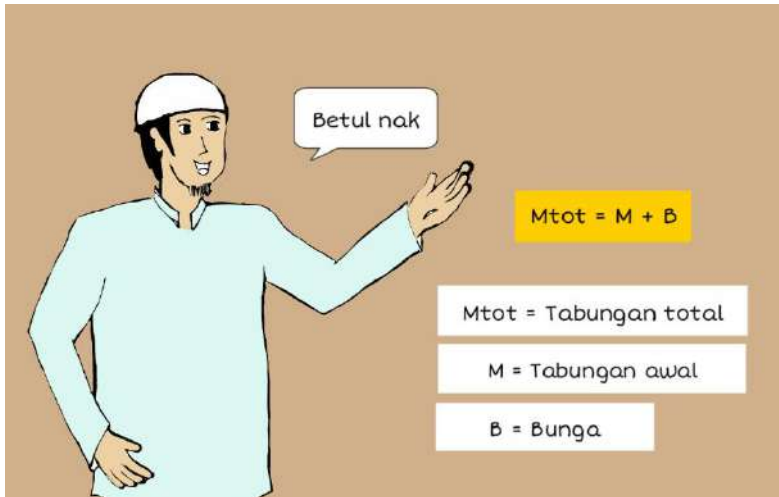 Betul nak
Mtot = M + B
Mtot = Tabungan total
M = Tabungan awal
B = Bunga